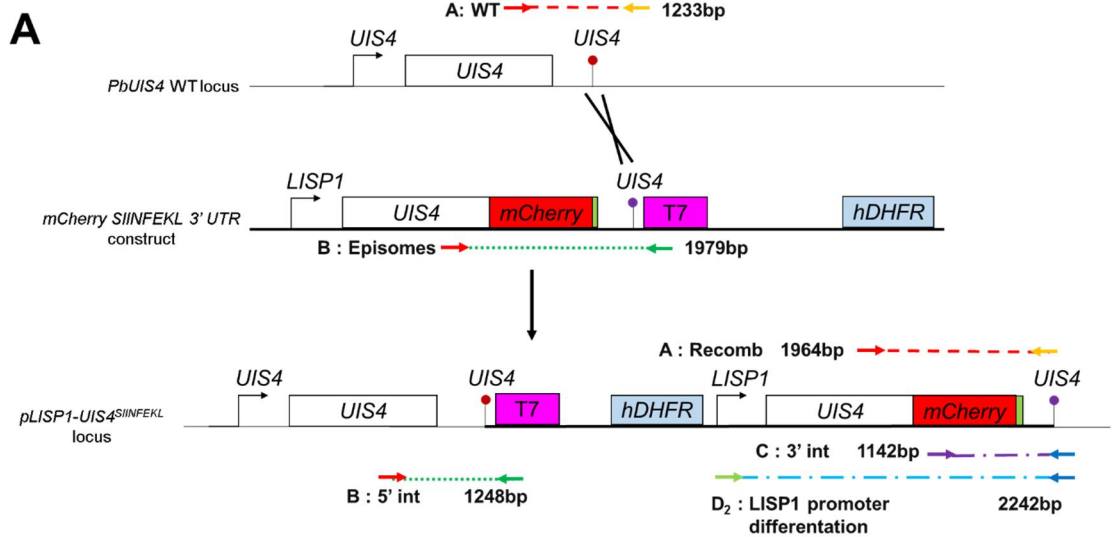 A
A: WT 1233bp
UIS4 UIS4
PbUIS4 WT locus UIS4
LISP1 UIS4
mCherry SIINFEKL 3’ UTR
construct
UIS4 mCherry T7 hDHFR
B : Episomes 1979bp
A : Recomb 1964bp
UIS4 UIS4 LISP1 UIS4
pLISP1-UIS4SIINFEKL
locus
UIS4 T7 hDHFR UIS4 mCherry
C : 3’ int 1142bp
B : 5’ int 1248bp
D2 : LISP1 promoter 2242bp
differentation